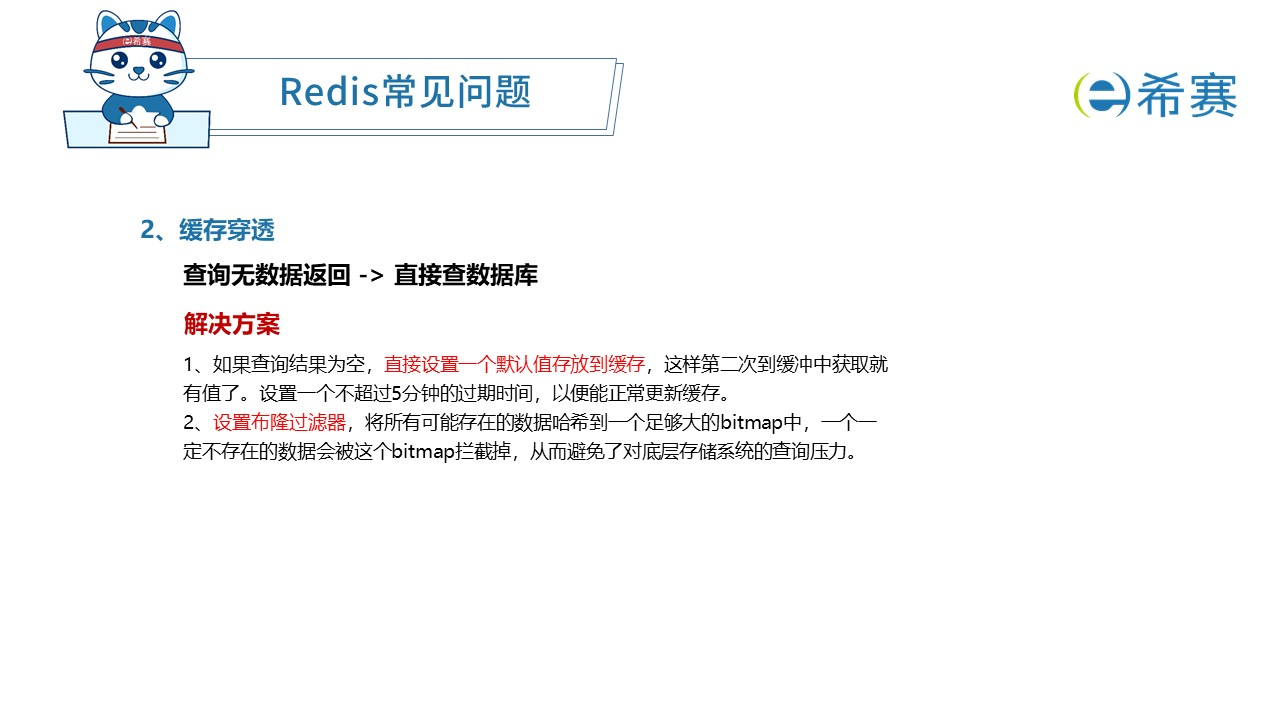 希赛
Redis常见问题
希赛
2、缓存穿透
查询无数据返回 -> 直接查数据库
解决方案
1、如果查询结果为空，直接设置一个默认值存放到缓存，这样第二次到缓冲中获取就
有值了。设置一个不超过5分钟的过期时间，以便能正常更新缓存。
2、设置布隆过滤器，将所有可能存在的数据哈希到一个足够大的bitmap中，一个一
定不存在的数据会被这个bitmap拦截掉，从而避免了对底层存储系统的查询压力。